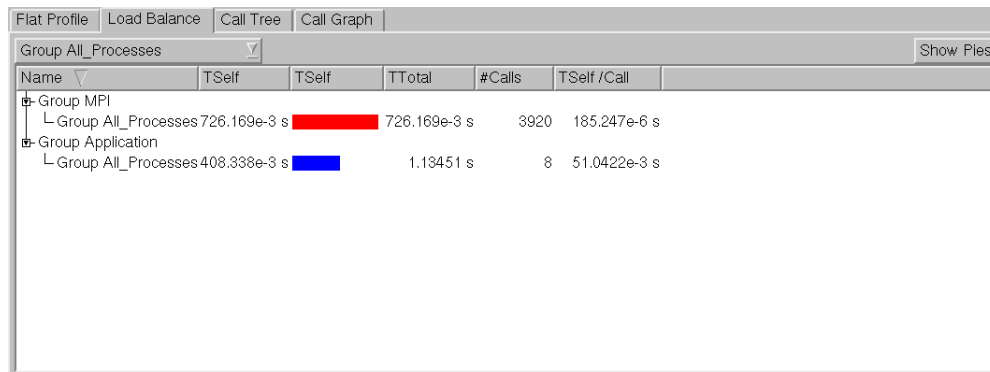 Flat Profile Load Balance Call Tree Call Graph
Group All_Processes Show Pies
Name TSelf TSelf TTotal #Calls TSelf /Call
Group MPI
Group All_Processes 726.169e-3 s 726.169e-3 s 3920 185.247e-6 s
Group Application
Group All_Processes 408.338e-3 s 1.13451 s 8 51.0422e-3 s